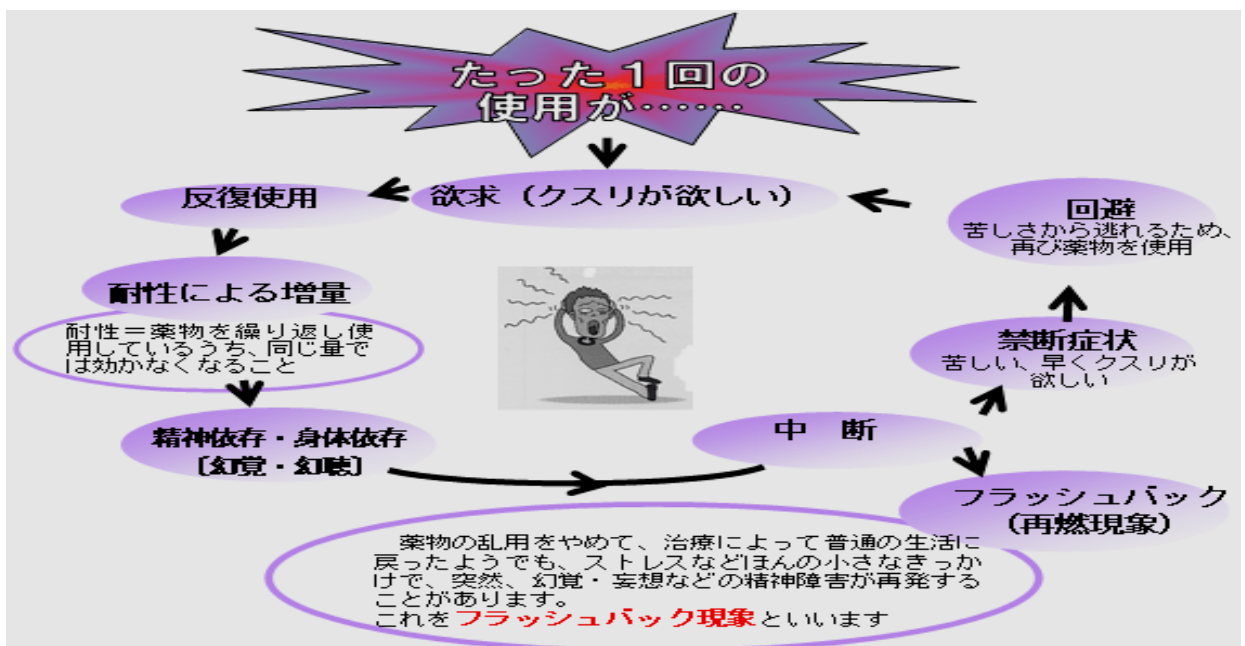 たった１回の
使用が……
欲求（クスリが欲しい）
反復使用
耐性による増量
耐性＝薬物を繰り返し使
用しているうち、同じ量で
は効かなくなること
精神依存・身体依存
［幻覚・幻聴］
中　断
禁断症状
苦しい、早くクスリが
欲しい
回避
苦しさから逃れるため、
再び薬物を使用
フラッシュバック
（再燃現象）
薬物の乱用をやめて、治療によって普通の生活に
戻ったようでも、ストレスなどほんの小さなきっか
けで、突然、幻覚・妄想などの精神障害が再発する
ことがあります。
これをフラッシュバック現象といいます